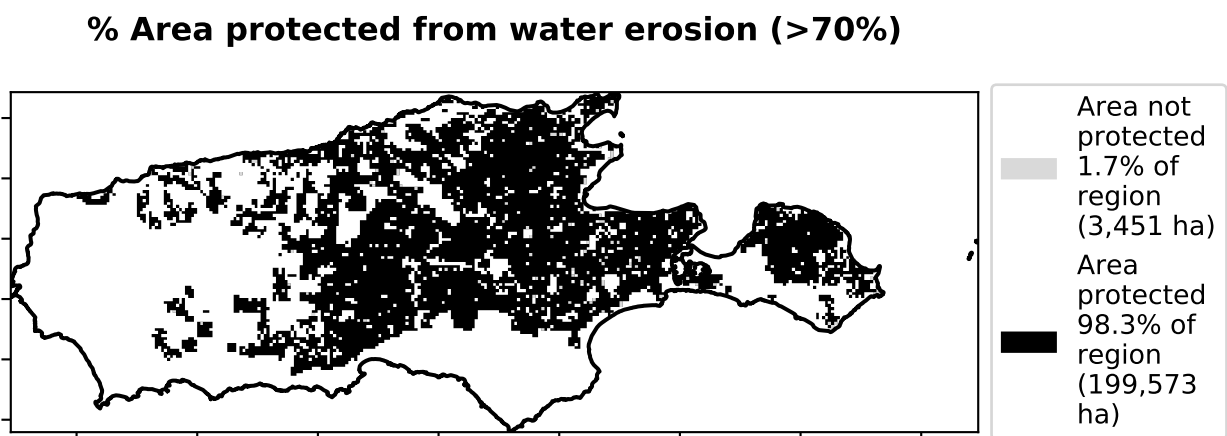 % Area protected from water erosion (>70%)
Area not
protected
1.7% of
region
(3,451 ha)
Area
protected
98.3% of
region
(199,573
ha)